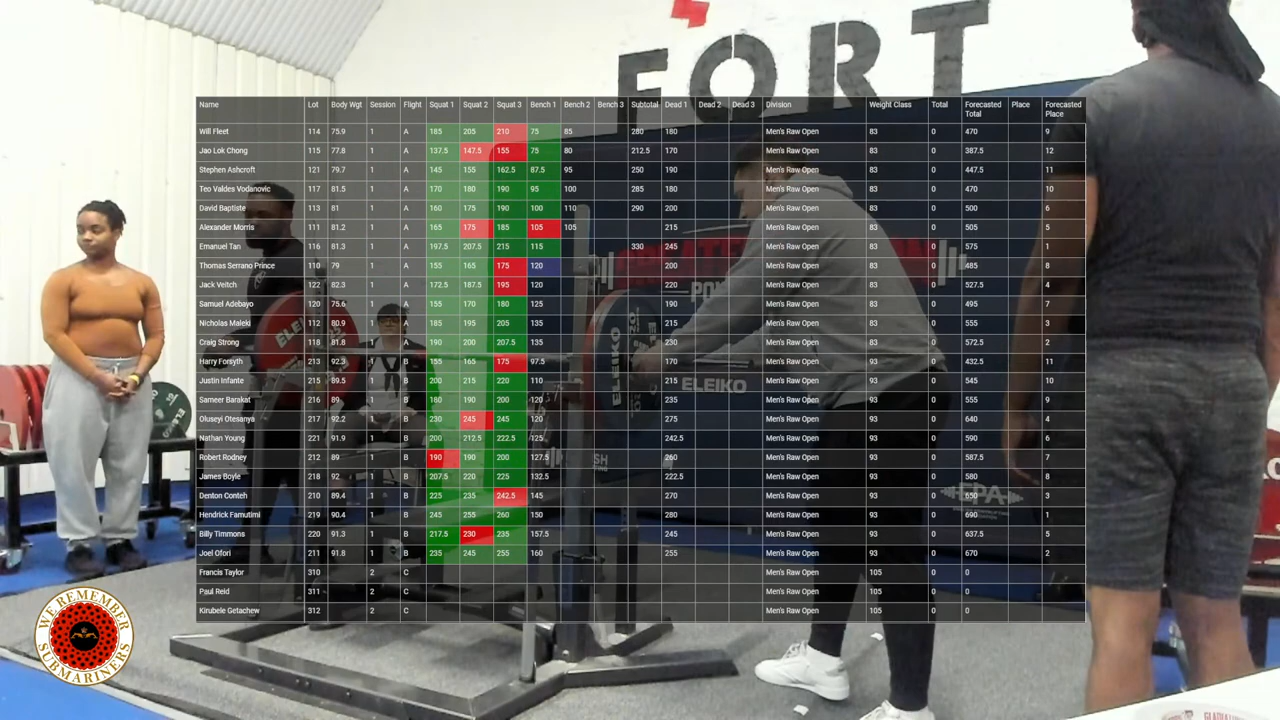 FORT
Name Lot Body Wgt Session Flight Squat 1 Squat 2 Squat 3 Bench 1 Bench 2 Bench 3 Subtotal Dead 1 Dead 2 Dead 3 Division Weight Class Total Forecasted Total Place Forecasted Place
Will Fleet 114 75.9 1 A 185 205 210 75 85 280 180 Men's Raw Open 83 0 470 9
Jao Lok Chong 115 77.8 1 A 137.5 147.5 155 75 80 212.5 170 Men's Raw Open 83 0 387.5 12
Stephen Ashcroft 121 79.7 1 A 145 155 162.5 87.5 95 250 190 Men's Raw Open 83 0 447.5 11
Teo Valdes Vodanovic 117 81.5 1 A 170 180 190 95 100 285 180 Men's Raw Open 83 0 470 10
David Baptiste 113 81 1 A 160 175 190 100 110 290 200 Men's Raw Open 83 0 500 6
Alexander Morris 111 81.2 1 A 165 175 185 105 105 215 Men's Raw Open 83 0 505 5
Emanuel Tan 116 81.3 1 A 197.5 207.5 215 115 330 245 Men's Raw Open 83 0 575 1
Thomas Serrano Prince 110 79 1 A 155 165 175 120 200 Men's Raw Open 83 0 485 8
Jack Veitch 122 82.3 1 A 172.5 187.5 195 120 220 Men's Raw Open 83 0 527.5 4
Samuel Adebayo 120 75.6 1 A 155 170 180 125 190 Men's Raw Open 83 0 495 7
Nicholas Maleki 112 80.9 1 A 185 195 205 135 215 Men's Raw Open 83 0 555 3
Craig Strong 118 81.8 1 A 190 200 207.5 135 230 Men's Raw Open 83 0 572.5 2
Harry Forsyth 213 92.3 1 B 155 165 175 97.5 170 Men's Raw Open 93 0 432.5 11
Justin Infante 215 89.5 1 B 200 215 220 110 215 Men's Raw Open 93 0 545 10
Sameer Barakat 216 89 1 B 180 190 200 120 235 Men's Raw Open 93 0 555 9
Oluseyi Otesanya 217 92.2 1 B 230 245 245 120 275 Men's Raw Open 93 0 640 4
Nathan Young 221 91.9 1 B 200 212.5 222.5 125 242.5 Men's Raw Open 93 0 590 6
Robert Rodney 212 89 1 B 190 190 200 127.5 260 Men's Raw Open 93 0 587.5 7
James Boyle 218 92 1 B 207.5 220 225 132.5 222.5 Men's Raw Open 93 0 580 8
Denton Conteh 210 89.4 1 B 225 235 242.5 145 270 Men's Raw Open 93 0 650 3
Hendrick Famutimi 219 90.4 1 B 245 255 260 150 280 Men's Raw Open 93 0 690 1
Billy Timmons 220 91.3 1 B 217.5 230 235 157.5 245 Men's Raw Open 93 0 637.5 5
Joel Ofori 211 91.8 1 B 235 245 255 160 255 Men's Raw Open 93 0 670 2
Francis Taylor 310 2 C Men's Raw Open 105 0 0
Paul Reid 311 2 C Men's Raw Open 105 0 0
Kirubele Getachew 312 2 C Men's Raw Open 105 0 0
ELEIKO
ELEIKO
EPA
WE REMEMBER
SUBMARINERS